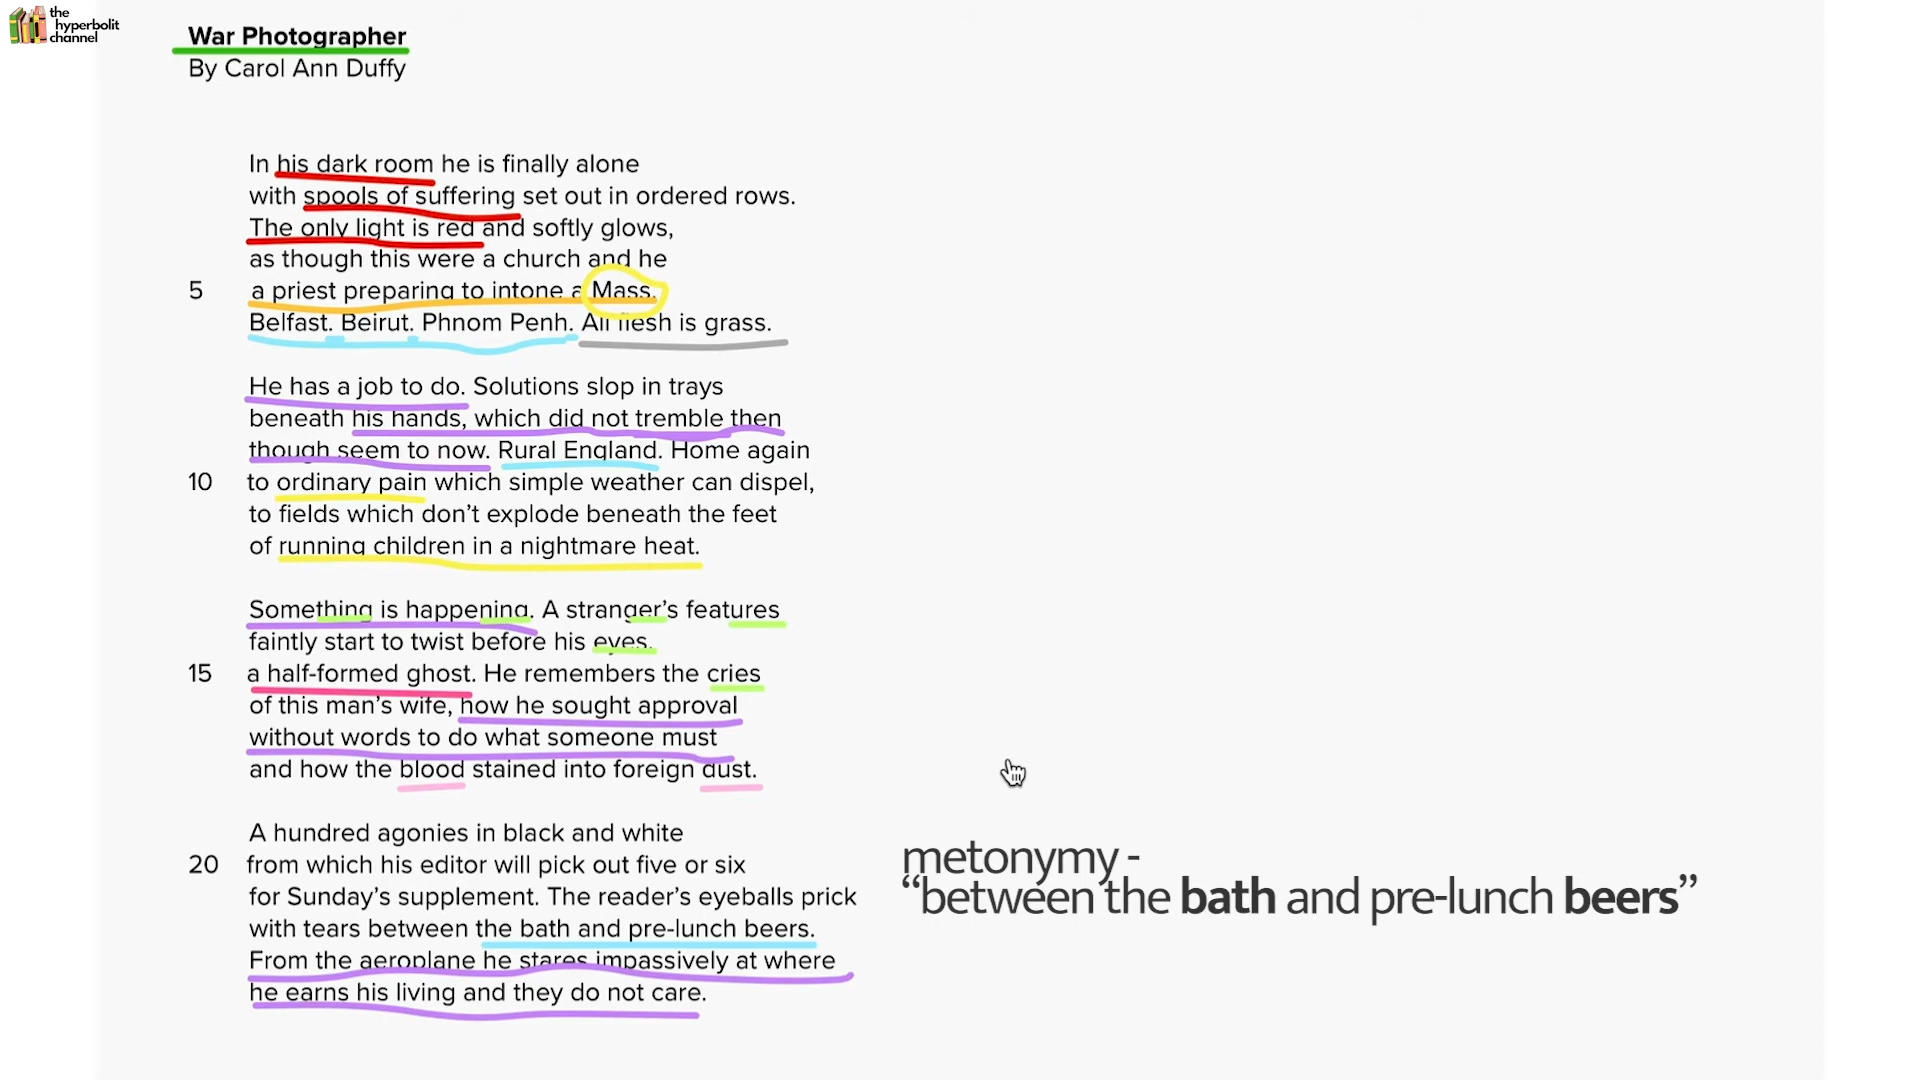 the
hyperbolit
channel
War Photographer
By Carol Ann Duffy
In his dark room he is finally alone
with spools of suffering set out in ordered rows.
The only light is red and softly glows,
as though this were a church and he
5 a priest preparing to intone a Mass.
Belfast. Beirut. Phnom Penh. All flesh is grass.
He has a job to do. Solutions slop in trays
beneath his hands, which did not tremble then
though seem to now. Rural England. Home again
10 to ordinary pain which simple weather can dispel,
to fields which don’t explode beneath the feet
of running children in a nightmare heat.
Something is happening. A stranger’s features
faintly start to twist before his eyes.
15 a half-formed ghost. He remembers the cries
of this man’s wife, how he sought approval
without words to do what someone must
and how the blood stained into foreign dust.
A hundred agonies in black and white
20 from which his editor will pick out five or six
for Sunday’s supplement. The reader’s eyeballs prick
with tears between the bath and pre-lunch beers.
From the aeroplane he stares impassively at where
he earns his living and they do not care.
metonymy -
“between the bath and pre-lunch beers”